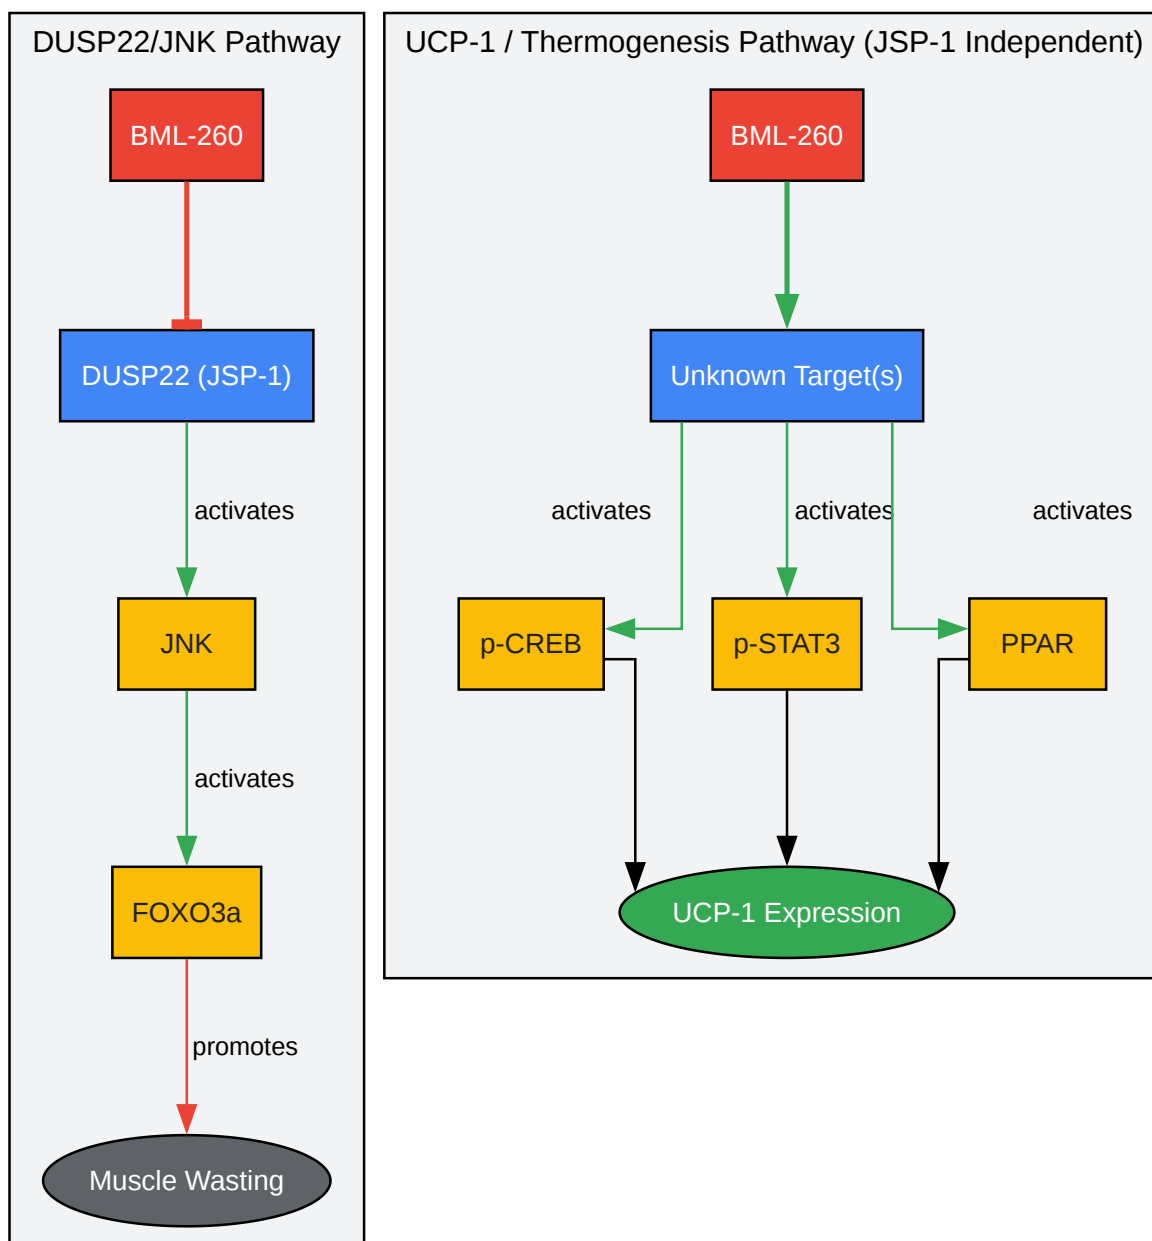 DUSP22/JNK Pathway
BML-260
DUSP22 (JSP-1)
activates
JNK
activates
FOXO3a
promotes
Muscle Wasting
UCP-1 / Thermogenesis Pathway (JSP-1 Independent)
BML-260
Unknown Target(s)
activates
activates
activates
p-CREB
p-STAT3
PPAR
UCP-1 Expression